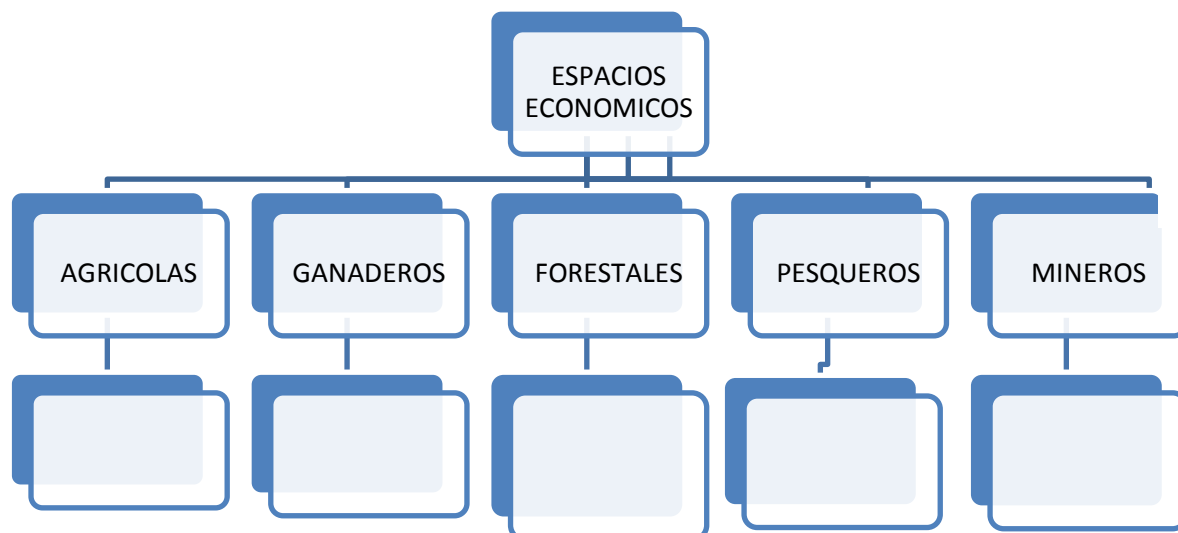 ESPACIOS
ECONOMICOS
AGRICOLAS
GANADEROS
FORESTALES
PESQUEROS
MINEROS